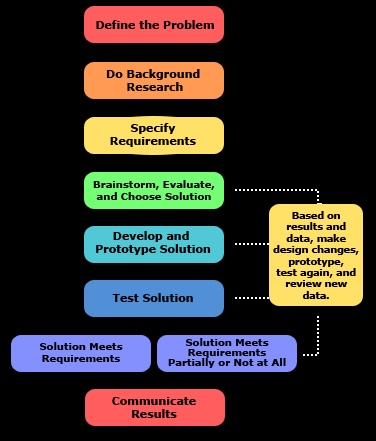 Define the Problem
Do Background
Research
Specify
Requirements
Brainstorm, Evaluate,
and Choose Solution
Develop and
Prototype Solution
Test Solution
Based on
results and
data, make
design changes,
prototype,
test again, and
review new
data.
Solution Meets
Requirements
Solution Meets
Requirements
Partially or Not at All
Communicate
Results